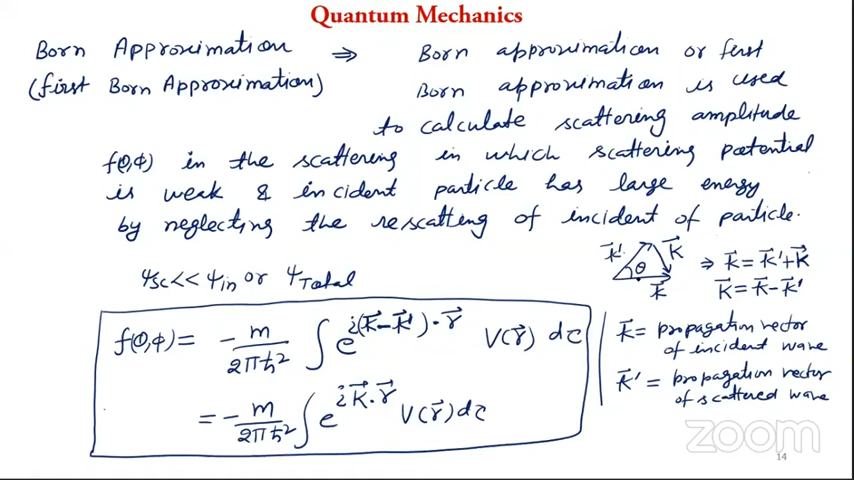 Quantum Mechanics
Born Approximation ⇒ Born approximation or first
(first Born Approximation) Born approximation is used
to calculate scattering amplitude
f(θ,ϕ) in the scattering in which scattering potential
is weak & incident particle has large energy
by neglecting the rescatting of incident of particle.
k⃗' K⃗ θ k⃗ ⇒ k⃗ = k⃗' + K⃗
K⃗ = k⃗ - k⃗'
ψsc << ψin or ψTotal
f(θ,ϕ) = -m/2πħ² ∫ e^{i(k⃗-k⃗')·r⃗} V(r⃗) dτ
= -m/2πħ² ∫ e^{iK⃗·r⃗} V(r⃗) dτ
k⃗ = propagation vector
of incident wave
k⃗' = propagation vector
of scattered wave
zoom
14